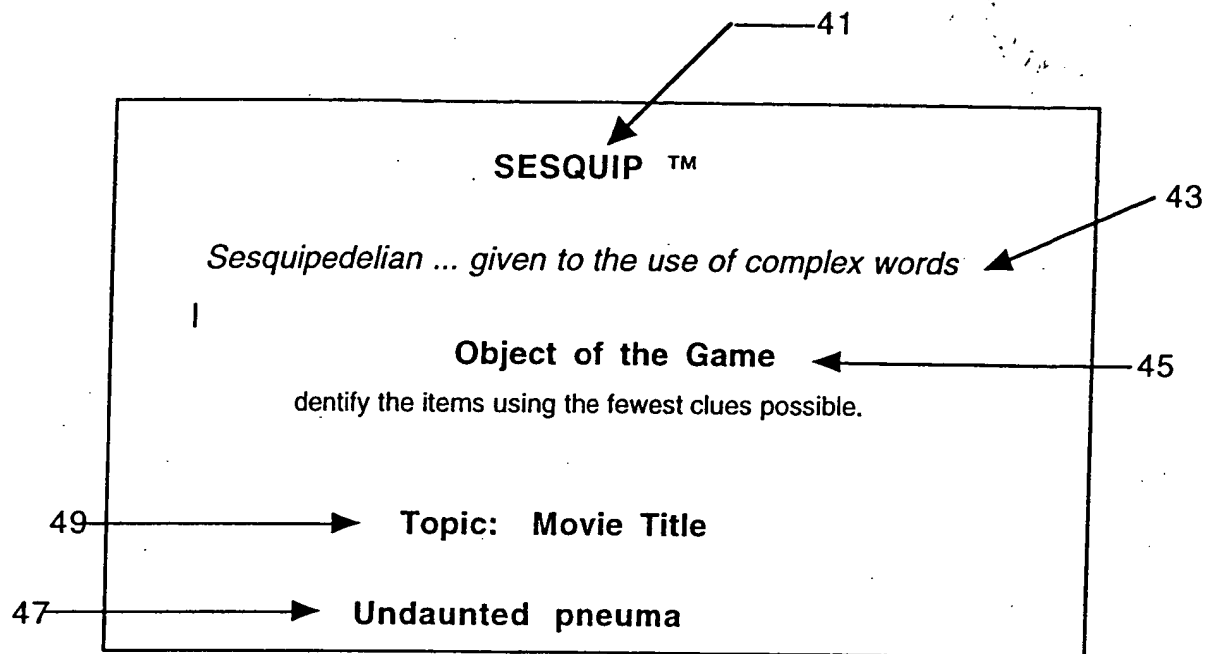 41
SESQUIP ™
43
Sesquipedelian ... given to the use of complex words
I
Object of the Game
45
dentify the items using the fewest clues possible.
49
Topic: Movie Title
47
Undaunted pneuma